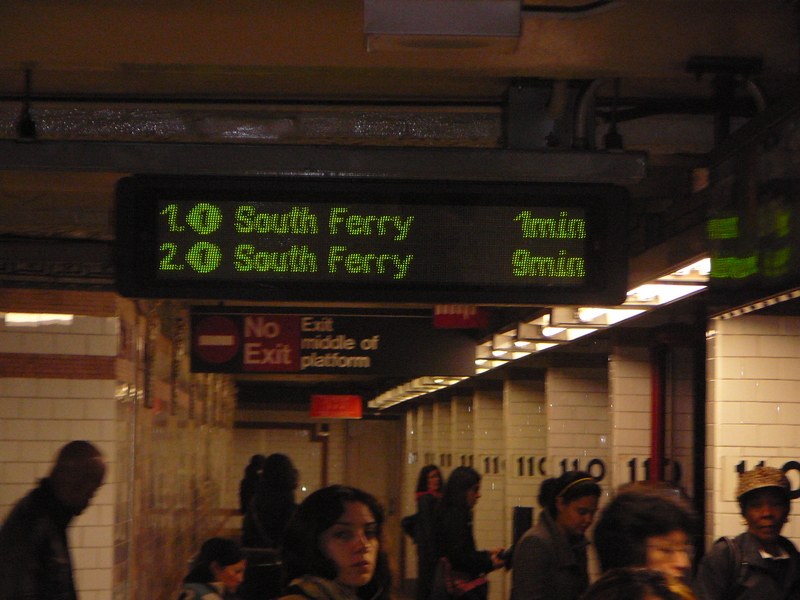 1. 1 South Ferry 1min
2. 1 South Ferry 9min
No Exit
Exit middle of platform
110
110
110
110